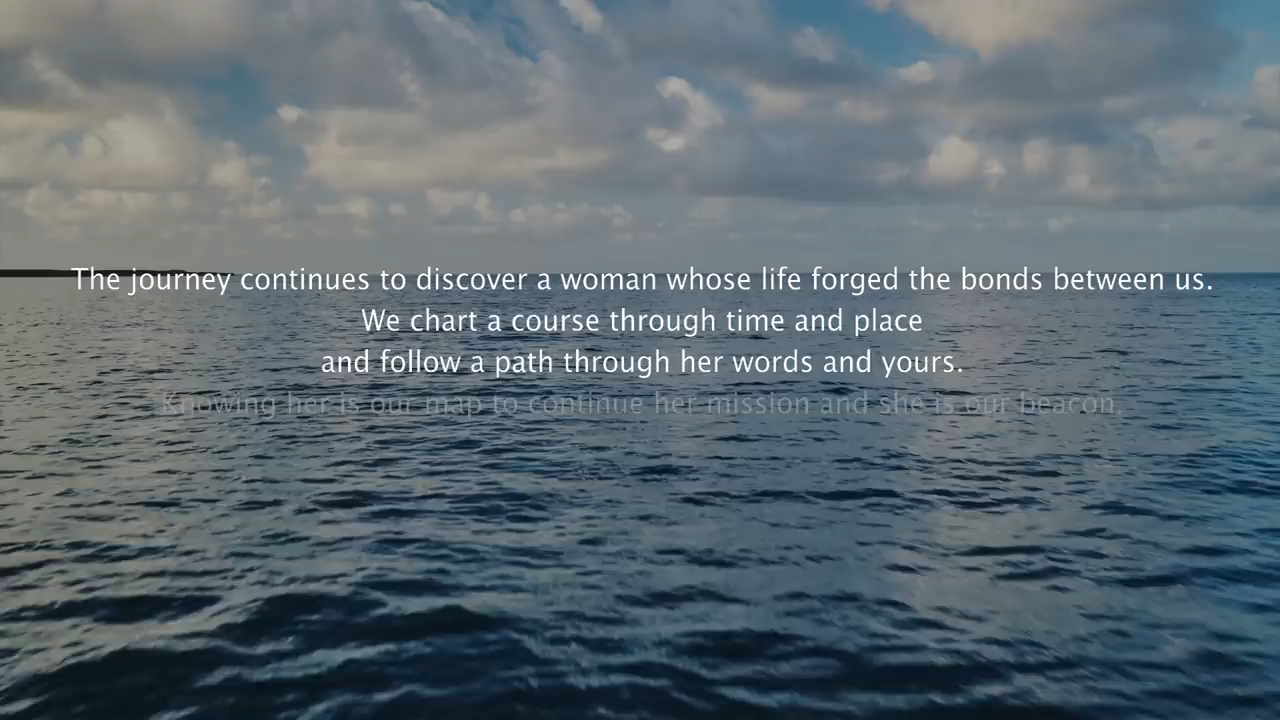 The journey continues to discover a woman whose life forged the bonds between us.
We chart a course through time and place
and follow a path through her words and yours.
Knowing her is our map to continue her mission and she is our beacon.